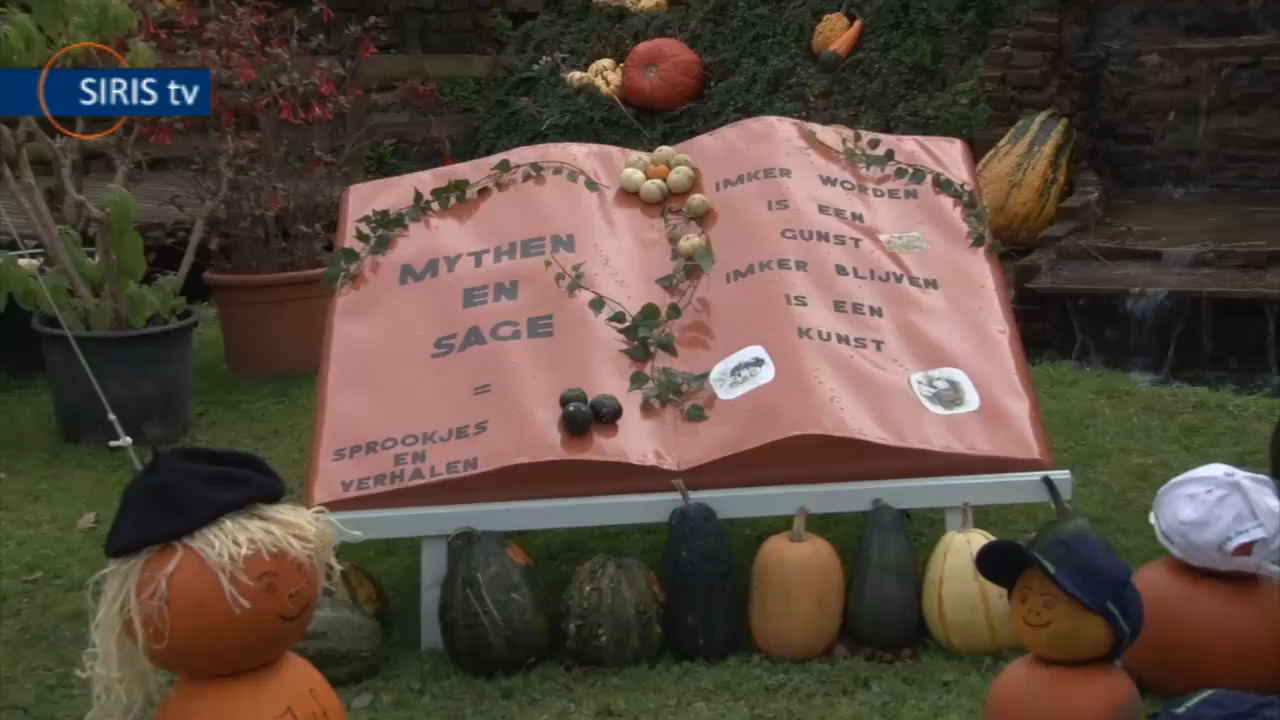 SIRIS tv
MYTHEN
EN
SAGE
=
SPROOKJES
EN
VERHALEN
IMKER WORDEN
IS EEN
GUNST
IMKER BLIJVEN
IS EEN
KUNST